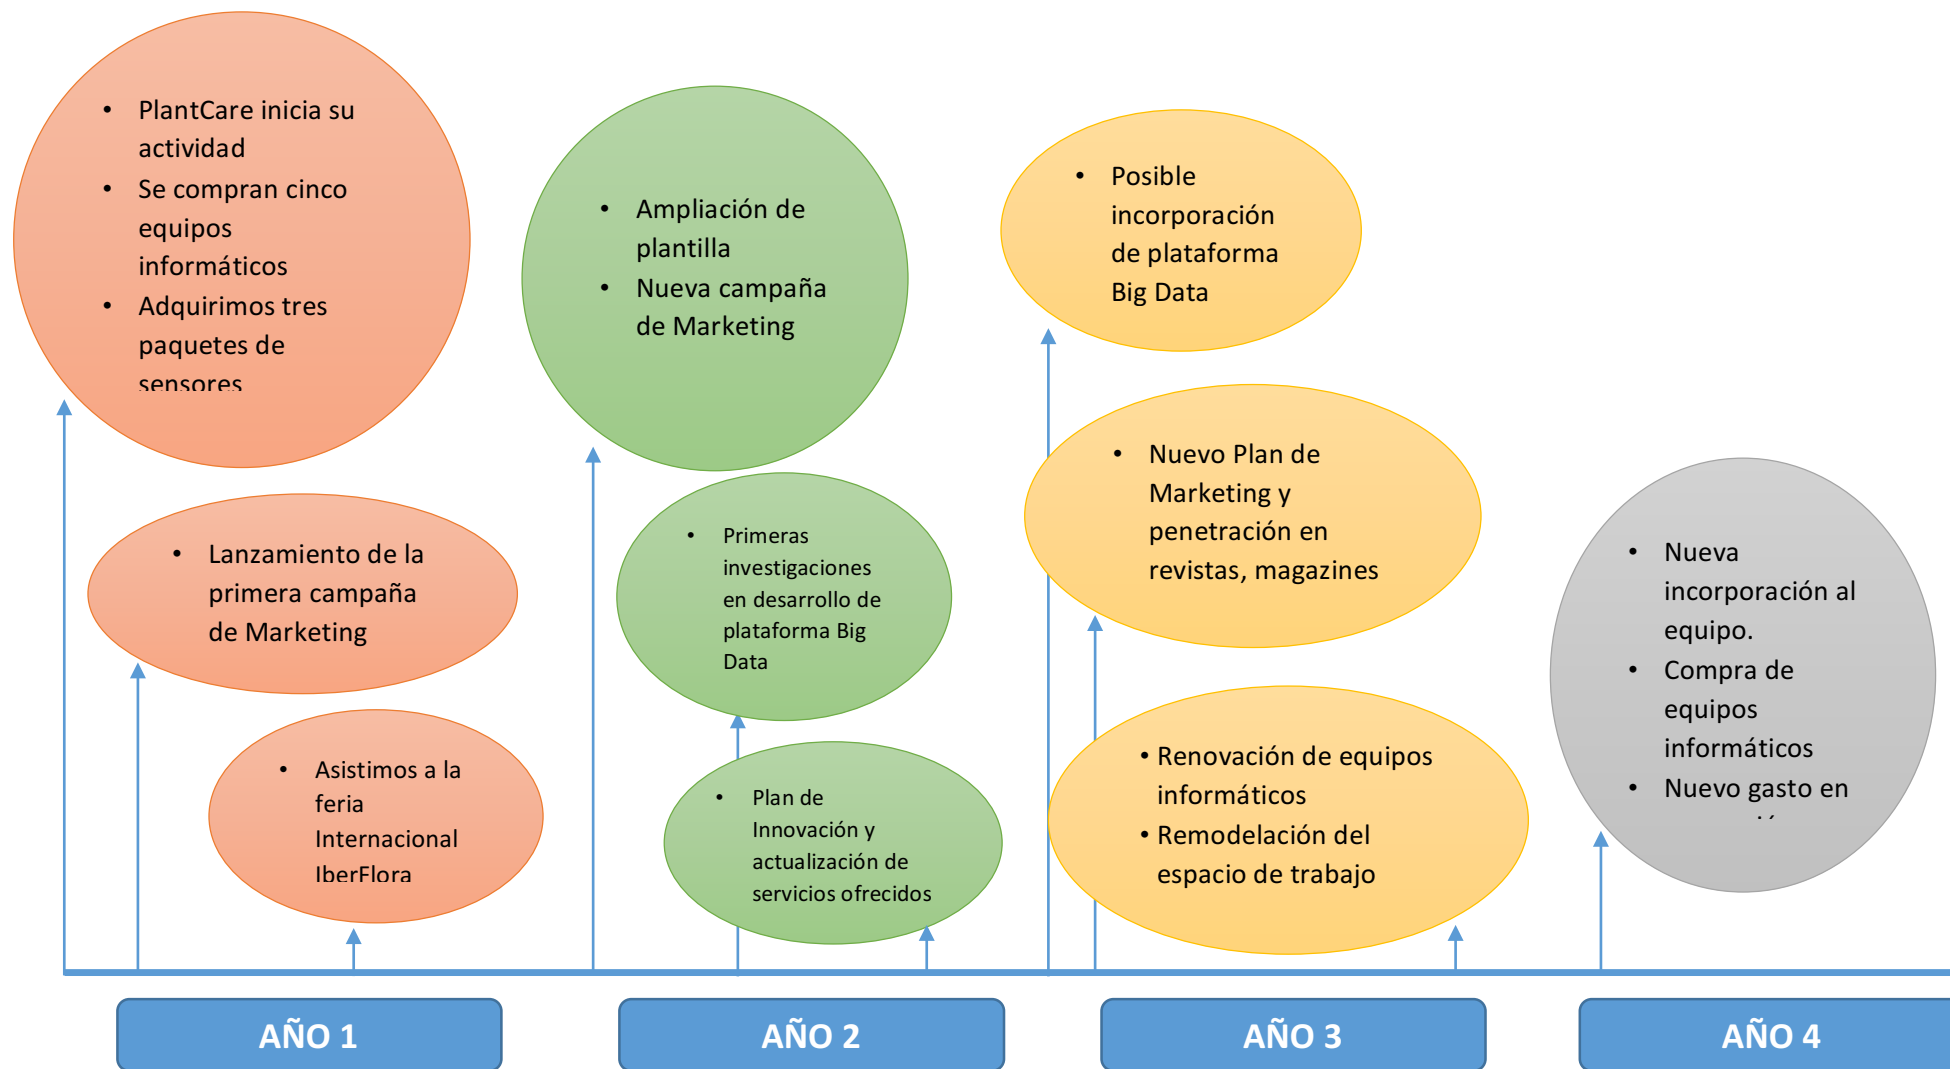 • PlantCare inicia su
actividad
• Se compran cinco
equipos
informáticos
• Adquirimos tres
paquetes de
sensores
• Lanzamiento de la
primera campaña
de Marketing
• Asistimos a la
feria
Internacional
IberFlora
• Ampliación de
plantilla
• Nueva campaña
de Marketing
• Primeras
investigaciones
en desarrollo de
plataforma Big
Data
• Plan de
Innovación y
actualización de
servicios ofrecidos
• Posible
incorporación
de plataforma
Big Data
• Nuevo Plan de
Marketing y
penetración en
revistas, magazines
• Renovación de equipos
informáticos
• Remodelación del
espacio de trabajo
• Nueva
incorporación al
equipo.
• Compra de
equipos
informáticos
• Nuevo gasto en
AÑO 1
AÑO 2
AÑO 3
AÑO 4